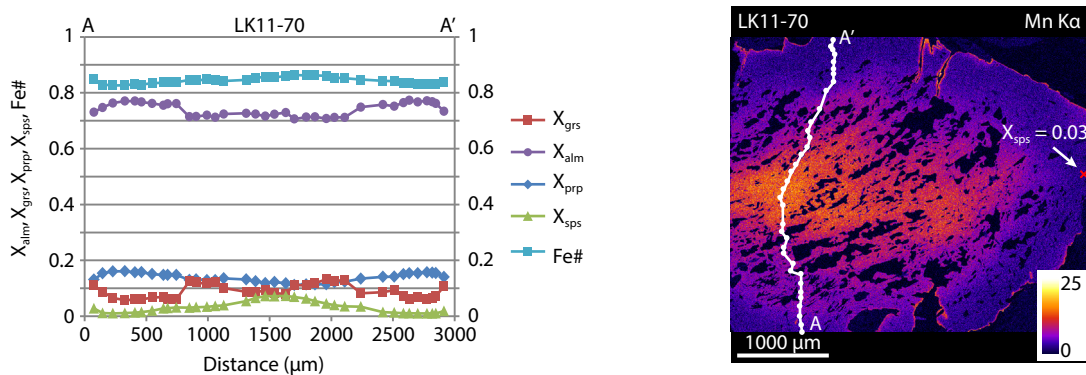 A LK11-70 A'
1 1
0.8 0.8
0.6 0.6
0.4 0.4
0.2 0.2
0 0
0 500 1000 1500 2000 2500 3000
Distance (µm)
Xalm, Xgrs, Xprp, Xsps, Fe#
Xgrs
Xalm
Xprp
Xsps
Fe#
LK11-70 Mn Kα
A'
Xsps = 0.03
A
1000 µm
25
0